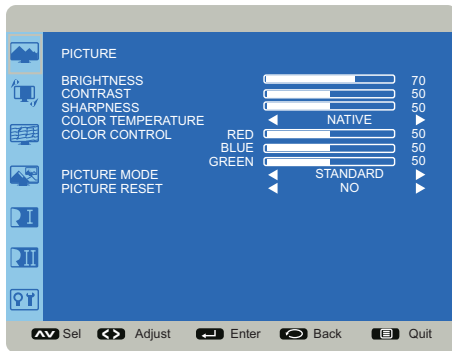 PICTURE
BRIGHTNESS 70
CONTRAST 50
SHARPNESS 50
COLOR TEMPERATURE NATIVE
COLOR CONTROL RED 50
BLUE 50
GREEN 50
PICTURE MODE STANDARD
PICTURE RESET NO
Sel Adjust Enter Back Quit